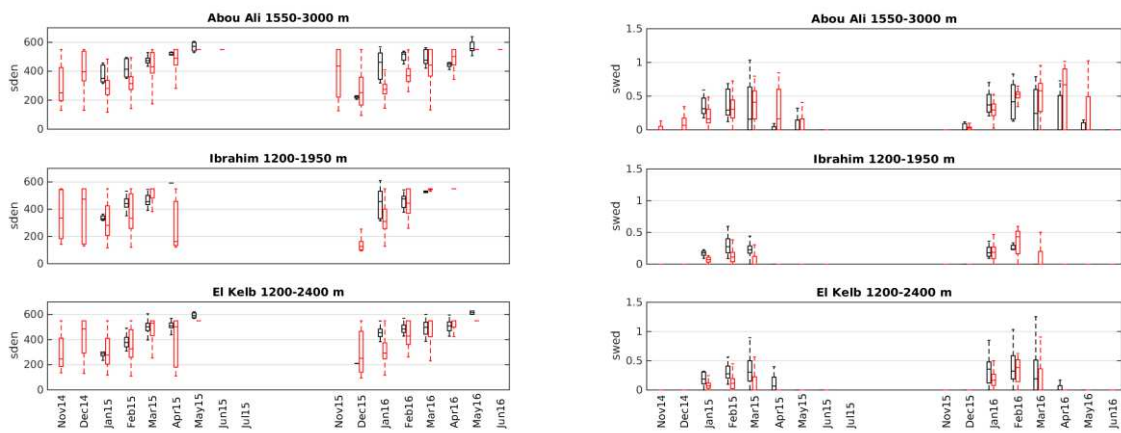 Abou Ali 1550-3000 m
600
400
200
0
sden
Ibrahim 1200-1950 m
600
400
200
0
sden
El Kelb 1200-2400 m
600
400
200
0
sden
Nov14
Dec14
Jan15
Feb15
Mar15
Apr15
May15
Jun15
Jul15
Nov15
Dec15
Jan16
Feb16
Mar16
Apr16
May16
Jun16
Abou Ali 1550-3000 m
1.5
1
0.5
0
swed
Ibrahim 1200-1950 m
1
0.5
0
swed
El Kelb 1200-2400 m
1.5
1
0.5
0
swed
Nov14
Dec14
Jan15
Feb15
Mar15
Apr15
May15
Jun15
Jul15
Nov15
Dec15
Jan16
Feb16
Mar16
Apr16
May16
Jun16